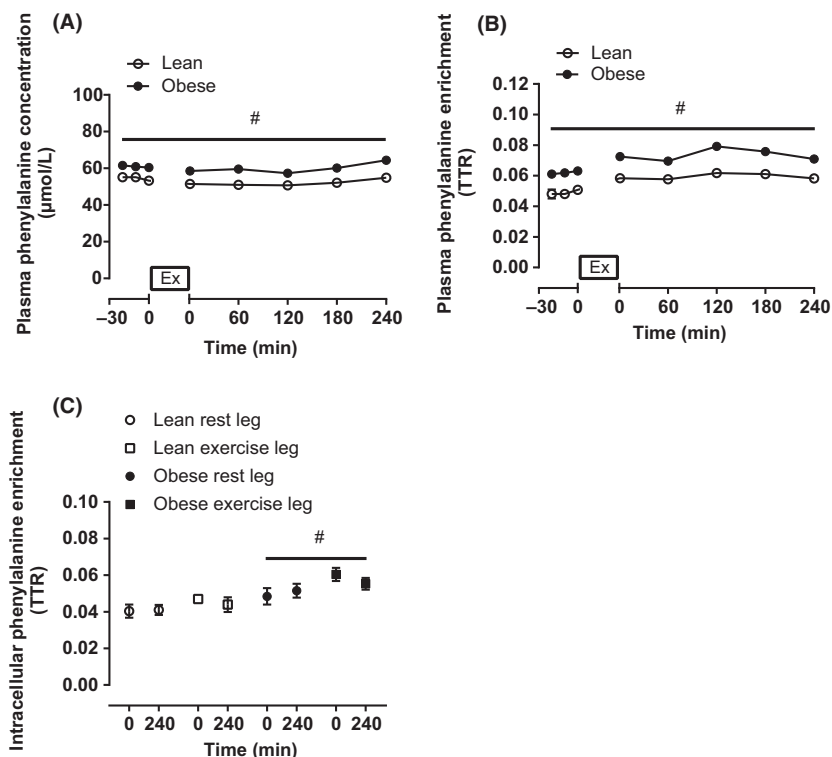 (A)
Lean
Obese
Plasma phenylalanine concentration
(µmol/L)
100
80
60
40
20
0
#
Ex
–30 0 0 60 120 180 240
Time (min)
(B)
Lean
Obese
Plasma phenylalanine enrichment
(TTR)
0.12
0.10
0.08
0.06
0.04
0.02
0.00
#
Ex
–30 0 0 60 120 180 240
Time (min)
(C)
Lean rest leg
Lean exercise leg
Obese rest leg
Obese exercise leg
Intracellular phenylalanine enrichment
(TTR)
0.10
0.08
0.06
0.04
0.02
0.00
#
0 240 0 240 0 240 0 240
Time (min)